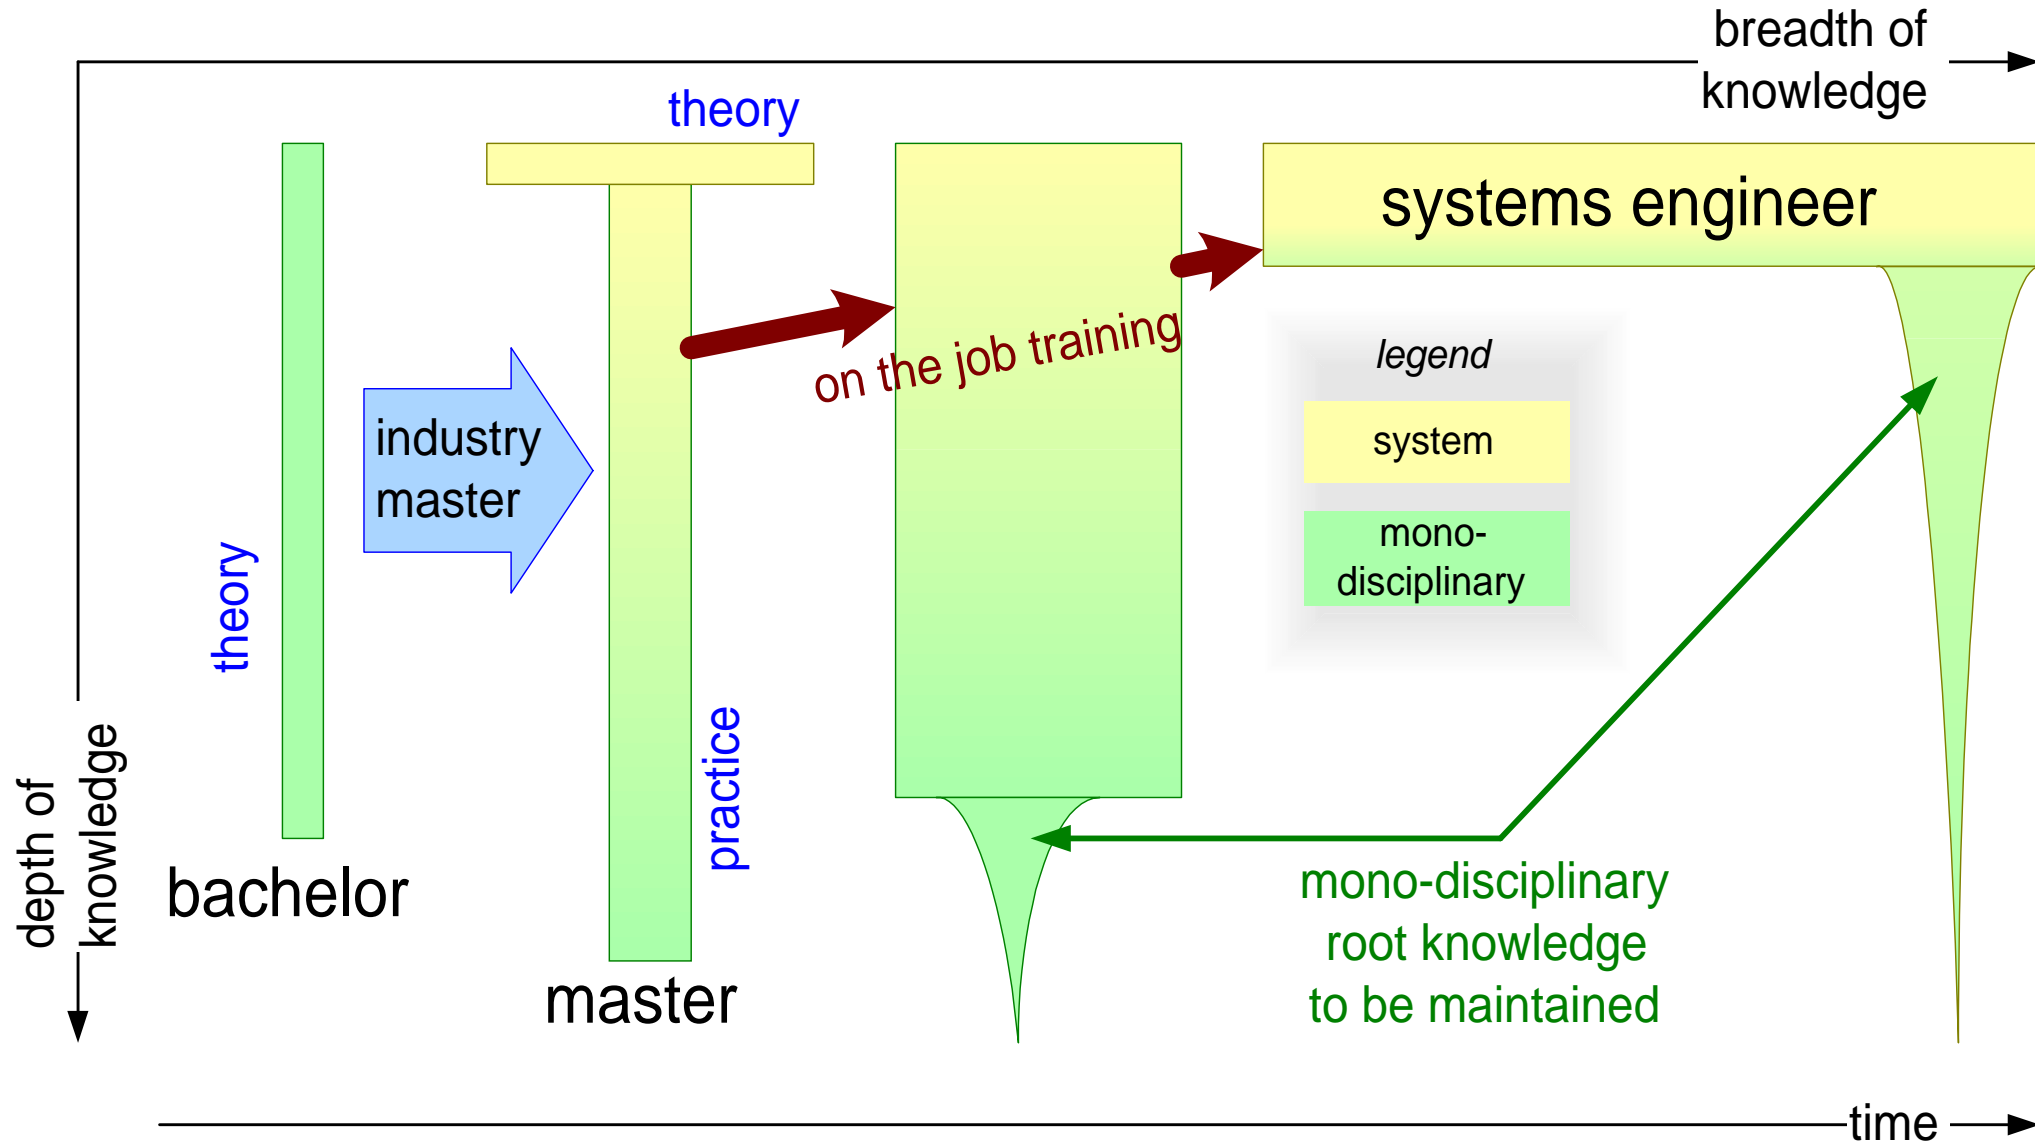 breadth of
knowledge
theory
systems engineer
on the job training
legend
system
mono-
disciplinary
industry
master
theory
practice
depth of
knowledge
bachelor
master
mono-disciplinary
root knowledge
to be maintained
time